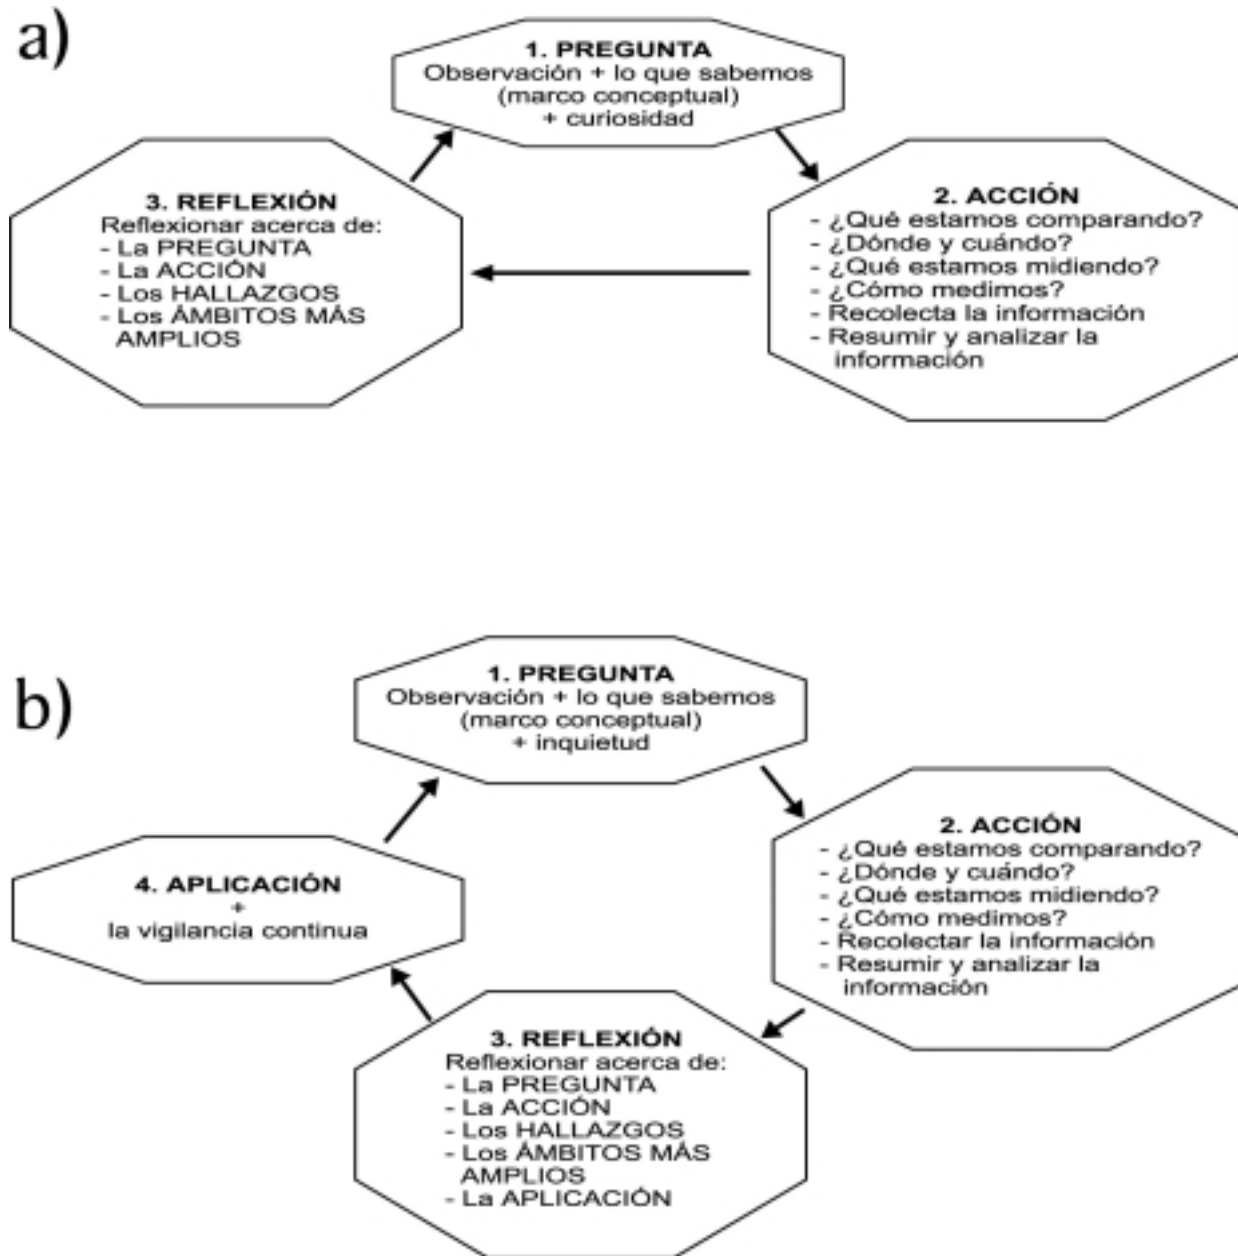 a)
1. PREGUNTA
Observación + lo que sabemos
(marco conceptual)
+ curiosidad
2. ACCIÓN
- ¿Qué estamos comparando?
- ¿Dónde y cuándo?
- ¿Qué estamos midiendo?
- ¿Cómo medimos?
- Recolecta la información
- Resumir y analizar la
información
3. REFLEXIÓN
Reflexionar acerca de:
- La PREGUNTA
- La ACCIÓN
- Los HALLAZGOS
- Los ÁMBITOS MÁS
AMPLIOS
b)
1. PREGUNTA
Observación + lo que sabemos
(marco conceptual)
+ inquietud
2. ACCIÓN
- ¿Qué estamos comparando?
- ¿Dónde y cuándo?
- ¿Qué estamos midiendo?
- ¿Cómo medimos?
- Recolectar la información
- Resumir y analizar la
información
3. REFLEXIÓN
Reflexionar acerca de:
- La PREGUNTA
- La ACCIÓN
- Los HALLAZGOS
- Los ÁMBITOS MÁS
AMPLIOS
- La APLICACIÓN
4. APLICACIÓN
+
la vigilancia continua